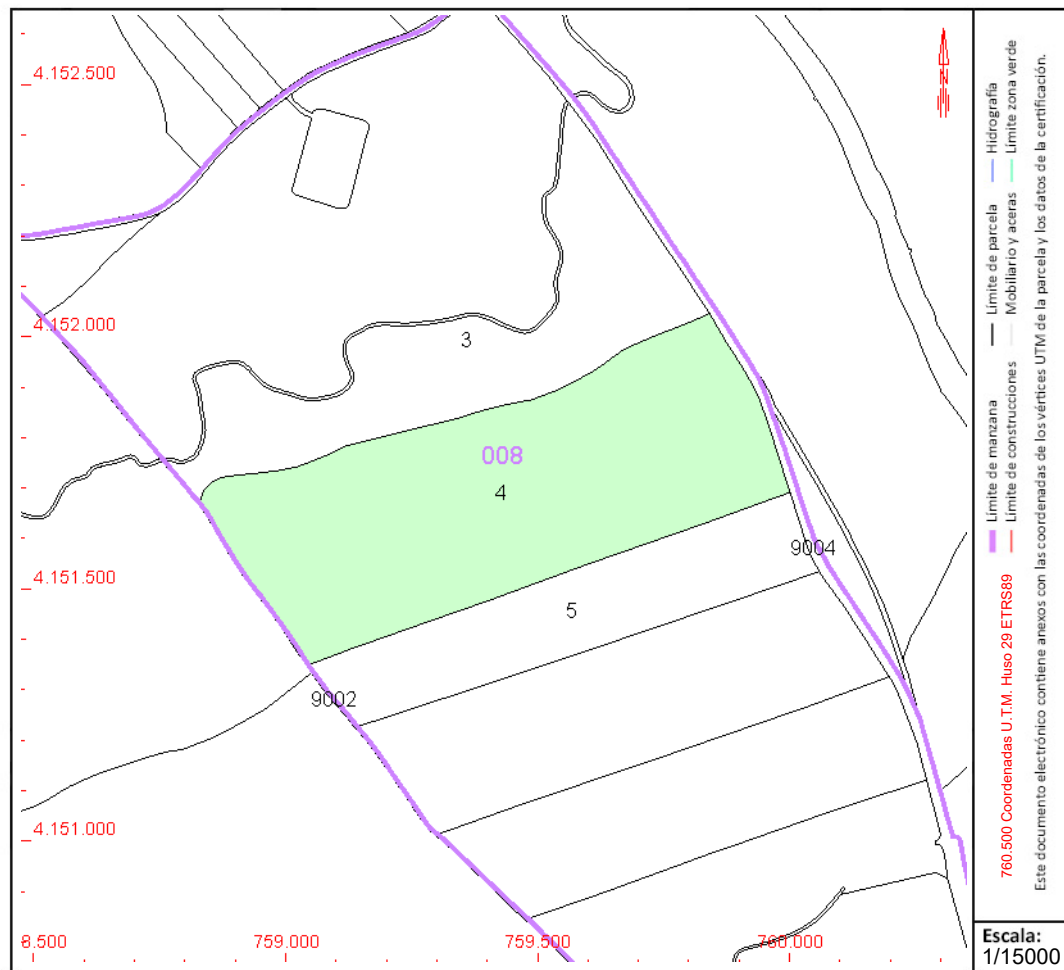 4.152.500
4.152.000
3
008
4
4.151.500
9004
5
9002
4.151.000
8.500
759.000
759.500
760.000
N
Límite de manzana
Límite de parcela
Hidrografía
Límite de construcciones
Mobiliario y aceras
Límite zona verde
760.500 Coordenadas U.T.M. Huso 29 ETRS89
Este documento electrónico contiene anexos con las coordenadas de los vértices UTM de la parcela y los datos de la certificación.
Escala:
1/15000